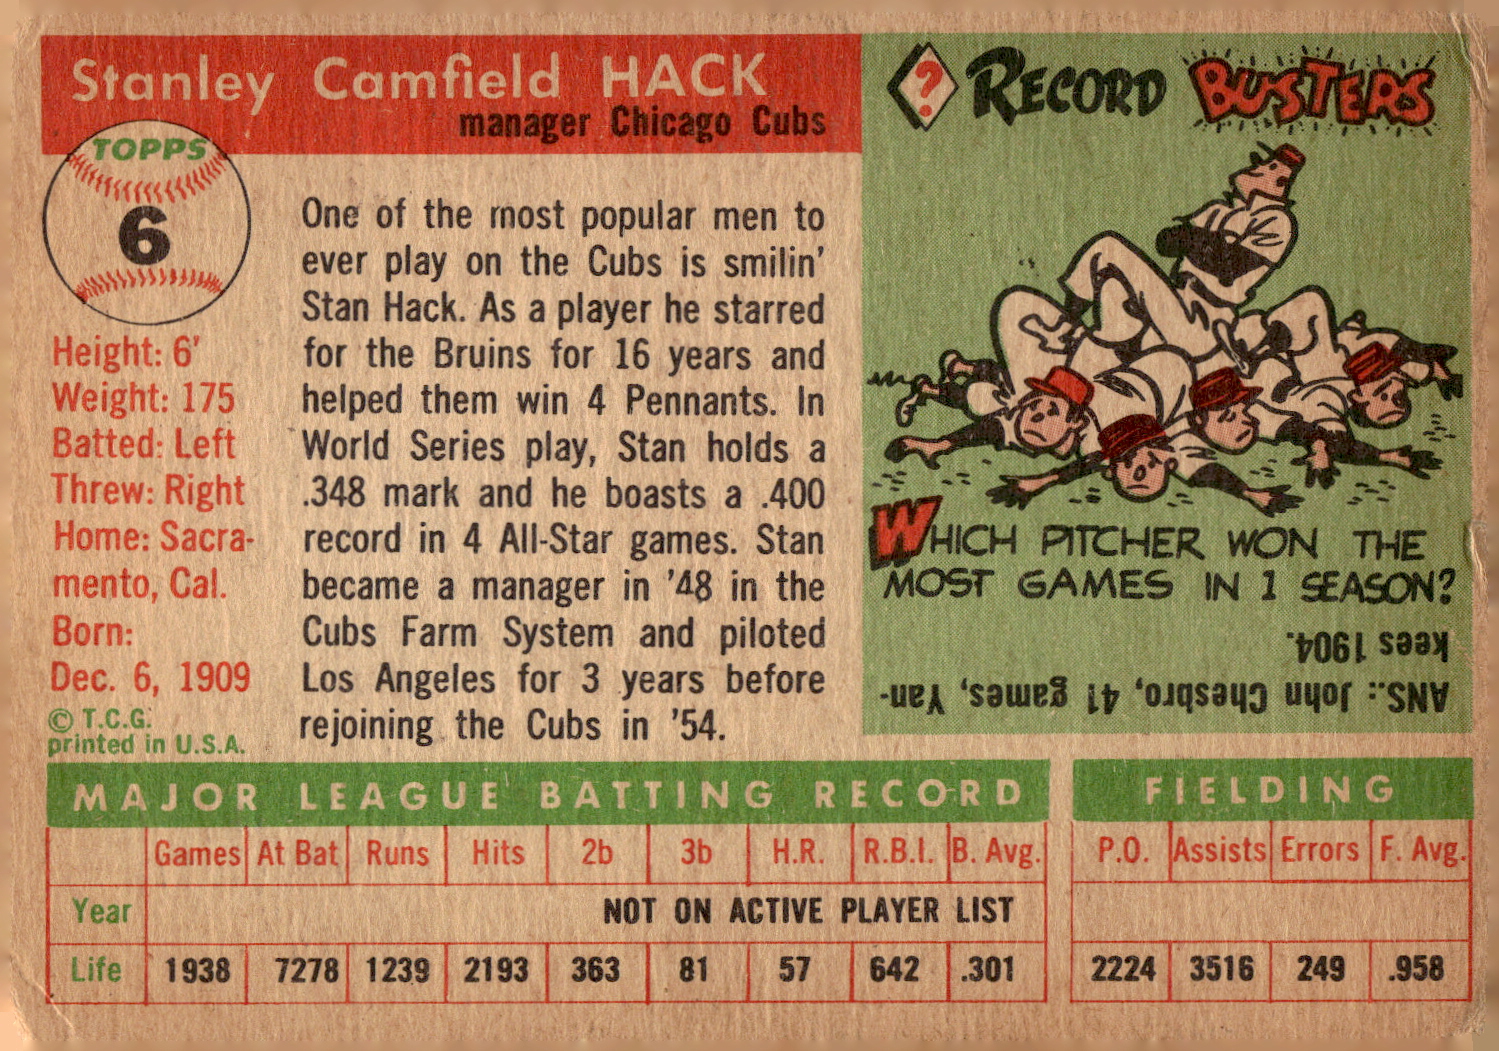 Stanley Camfield HACK
manager Chicago Cubs
TOPPS
6
Height: 6'
Weight: 175
Batted: Left
Threw: Right
Home: Sacra-
mento, Cal.
Born:
Dec. 6, 1909
© T.C.G.
printed in U.S.A.
One of the most popular men to
ever play on the Cubs is smilin'
Stan Hack. As a player he starred
for the Bruins for 16 years and
helped them win 4 Pennants. In
World Series play, Stan holds a
.348 mark and he boasts a .400
record in 4 All-Star games. Stan
became a manager in '48 in the
Cubs Farm System and piloted
Los Angeles for 3 years before
rejoining the Cubs in '54.
? RECORD BUSTERS
WHICH PITCHER WON THE
MOST GAMES IN 1 SEASON?
ANS.: John Chesbro, 41 games, Yan-
kees 1904.
MAJOR LEAGUE BATTING RECORD
Games At Bat Runs Hits 2b 3b H.R. R.B.I. B. Avg.
Year NOT ON ACTIVE PLAYER LIST
Life 1938 7278 1239 2193 363 81 57 642 .301
FIELDING
P.O. Assists Errors F. Avg.
2224 3516 249 .958